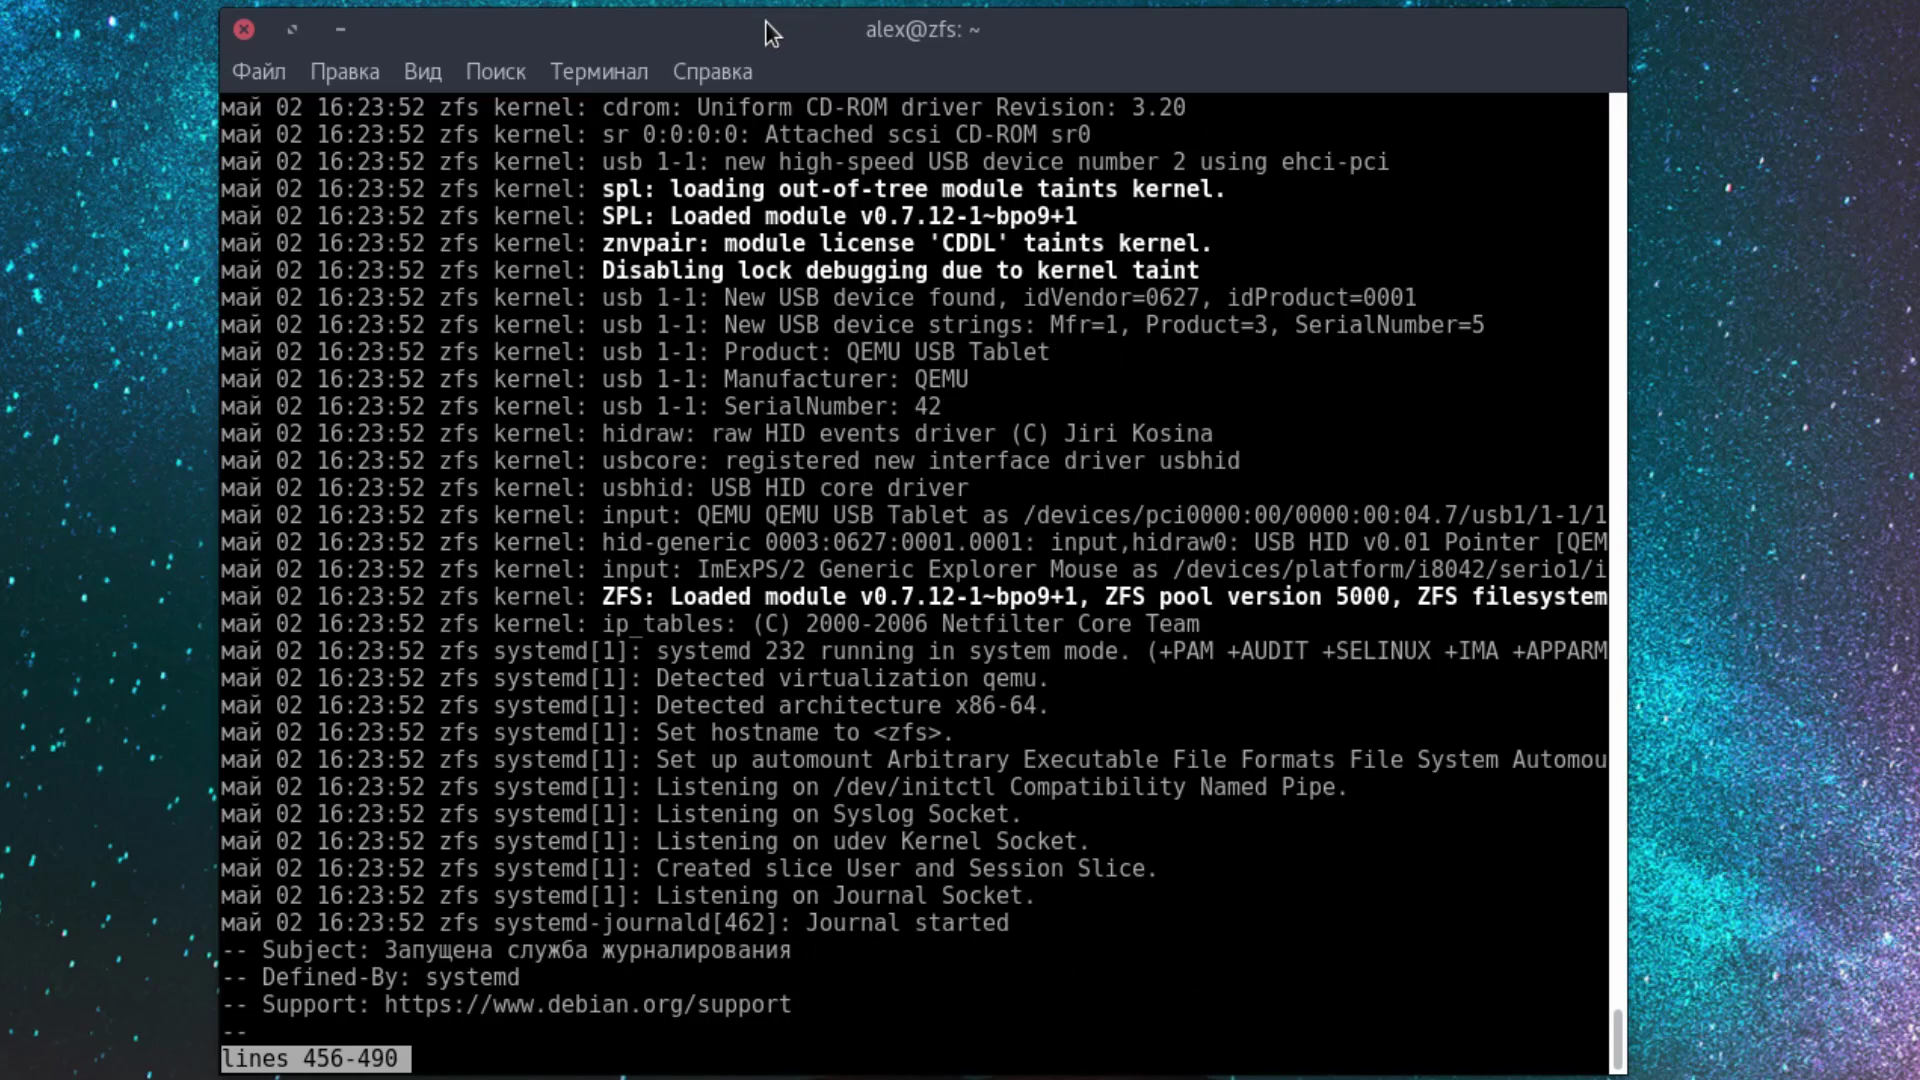 alex@zfs: ~
Файл Правка Вид Поиск Терминал Справка
май 02 16:23:52 zfs kernel: cdrom: Uniform CD-ROM driver Revision: 3.20
май 02 16:23:52 zfs kernel: sr 0:0:0:0: Attached scsi CD-ROM sr0
май 02 16:23:52 zfs kernel: usb 1-1: new high-speed USB device number 2 using ehci-pci
май 02 16:23:52 zfs kernel: spl: loading out-of-tree module taints kernel.
май 02 16:23:52 zfs kernel: SPL: Loaded module v0.7.12-1~bpo9+1
май 02 16:23:52 zfs kernel: znvpair: module license 'CDDL' taints kernel.
май 02 16:23:52 zfs kernel: Disabling lock debugging due to kernel taint
май 02 16:23:52 zfs kernel: usb 1-1: New USB device found, idVendor=0627, idProduct=0001
май 02 16:23:52 zfs kernel: usb 1-1: New USB device strings: Mfr=1, Product=3, SerialNumber=5
май 02 16:23:52 zfs kernel: usb 1-1: Product: QEMU USB Tablet
май 02 16:23:52 zfs kernel: usb 1-1: Manufacturer: QEMU
май 02 16:23:52 zfs kernel: usb 1-1: SerialNumber: 42
май 02 16:23:52 zfs kernel: hidraw: raw HID events driver (C) Jiri Kosina
май 02 16:23:52 zfs kernel: usbcore: registered new interface driver usbhid
май 02 16:23:52 zfs kernel: usbhid: USB HID core driver
май 02 16:23:52 zfs kernel: input: QEMU QEMU USB Tablet as /devices/pci0000:00/0000:00:04.7/usb1/1-1/1
май 02 16:23:52 zfs kernel: hid-generic 0003:0627:0001.0001: input,hidraw0: USB HID v0.01 Pointer [QEM
май 02 16:23:52 zfs kernel: input: ImExPS/2 Generic Explorer Mouse as /devices/platform/i8042/serio1/i
май 02 16:23:52 zfs kernel: ZFS: Loaded module v0.7.12-1~bpo9+1, ZFS pool version 5000, ZFS filesystem
май 02 16:23:52 zfs kernel: ip_tables: (C) 2000-2006 Netfilter Core Team
май 02 16:23:52 zfs systemd[1]: systemd 232 running in system mode. (+PAM +AUDIT +SELINUX +IMA +APPARM
май 02 16:23:52 zfs systemd[1]: Detected virtualization qemu.
май 02 16:23:52 zfs systemd[1]: Detected architecture x86-64.
май 02 16:23:52 zfs systemd[1]: Set hostname to <zfs>.
май 02 16:23:52 zfs systemd[1]: Set up automount Arbitrary Executable File Formats File System Automou
май 02 16:23:52 zfs systemd[1]: Listening on /dev/initctl Compatibility Named Pipe.
май 02 16:23:52 zfs systemd[1]: Listening on Syslog Socket.
май 02 16:23:52 zfs systemd[1]: Listening on udev Kernel Socket.
май 02 16:23:52 zfs systemd[1]: Created slice User and Session Slice.
май 02 16:23:52 zfs systemd[1]: Listening on Journal Socket.
май 02 16:23:52 zfs systemd-journald[462]: Journal started
-- Subject: Запущена служба журналирования
-- Defined-By: systemd
-- Support: https://www.debian.org/support
--
lines 456-490